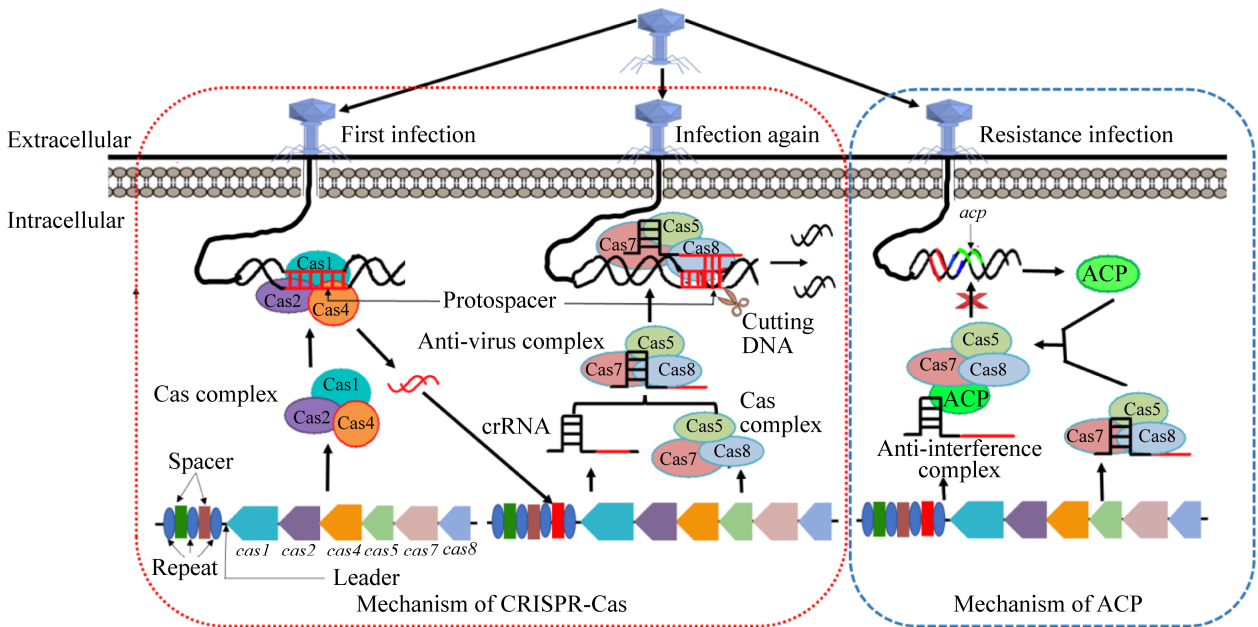 Extracellular
First infection
Infection again
Resistance infection
Intracellular
acp
Cas5
Cas7
Cas8
Cas1
ACP
Cas2
Cas4
Protospacer
Cutting
DNA
Anti-virus complex
Cas5
Cas7
Cas8
Cas5
Cas7
Cas8
ACP
Cas complex
Cas1
Cas2
Cas4
crRNA
Cas
complex
Cas5
Cas7
Cas8
Cas5
Cas7
Cas8
Anti-interference
complex
Spacer
cas1
cas2
cas4
cas5
cas7
cas8
Repeat
Leader
Mechanism of CRISPR-Cas
Mechanism of ACP